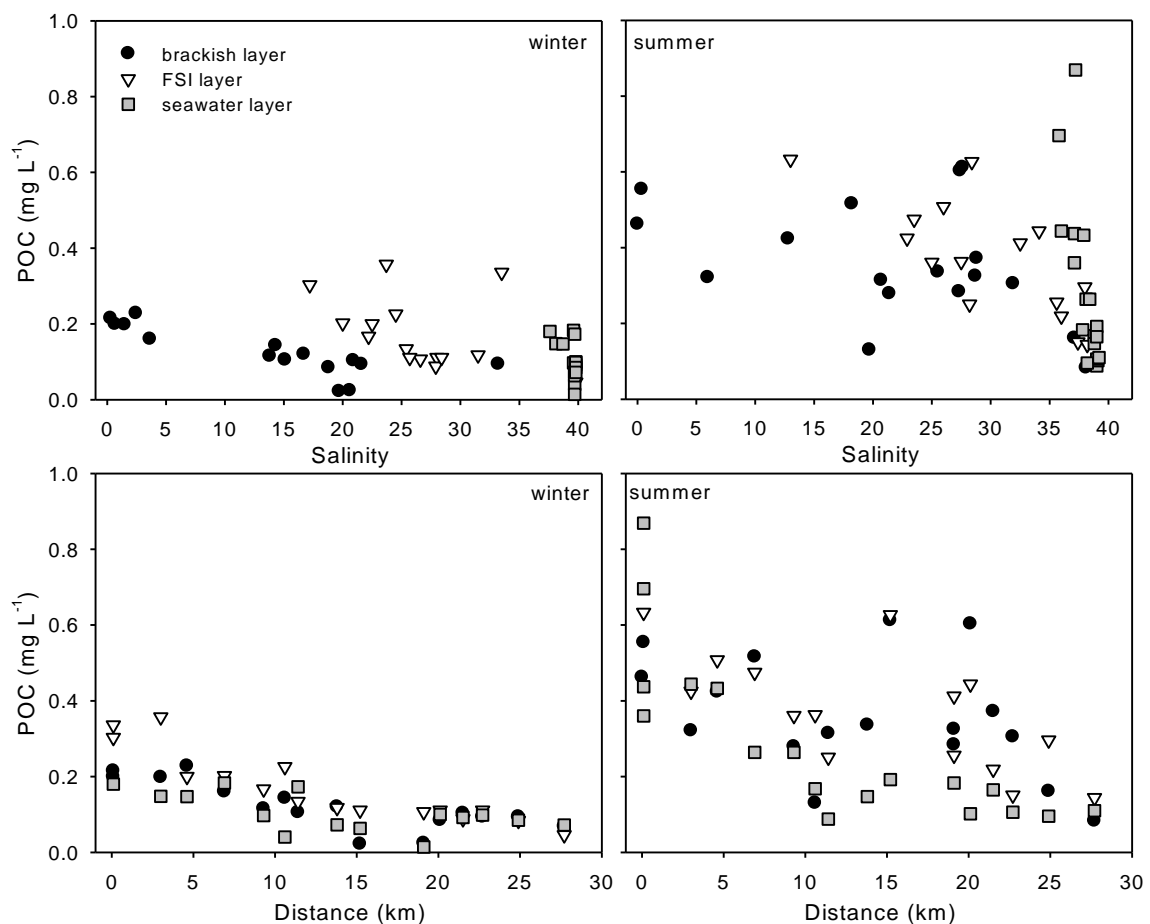 1.0
winter
summer
brackish layer
FSI layer
seawater layer
0.8
0.6
0.4
0.2
0.0
POC (mg L⁻¹)
0 5 10 15 20 25 30 35 40
0 5 10 15 20 25 30 35 40
Salinity
Salinity
1.0
winter
summer
0.8
0.6
0.4
0.2
0.0
POC (mg L⁻¹)
0 5 10 15 20 25 30
0 5 10 15 20 25 30
Distance (km)
Distance (km)